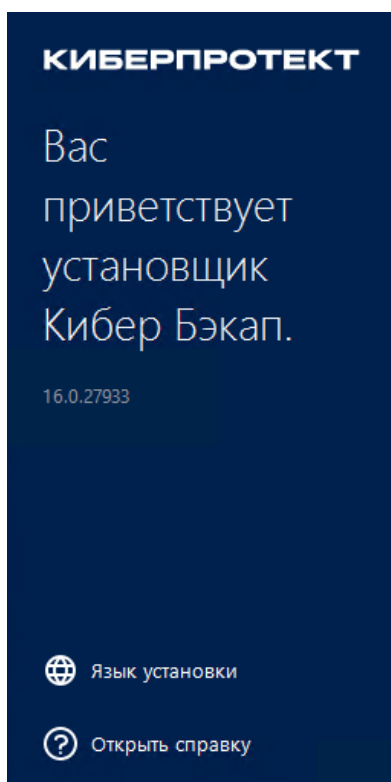 КИБЕРПРОТЕКТ
Вас
приветствует
установщик
Кибер Бэкап.
16.0.27933
Язык установки
Открыть справку